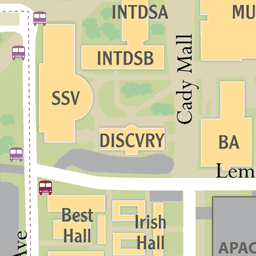 INTDSA
MU
INTDSB
Cady Mall
SSV
DISCVRY
BA
Lem
Best
Hall
Irish
Hall
Ave
APAC